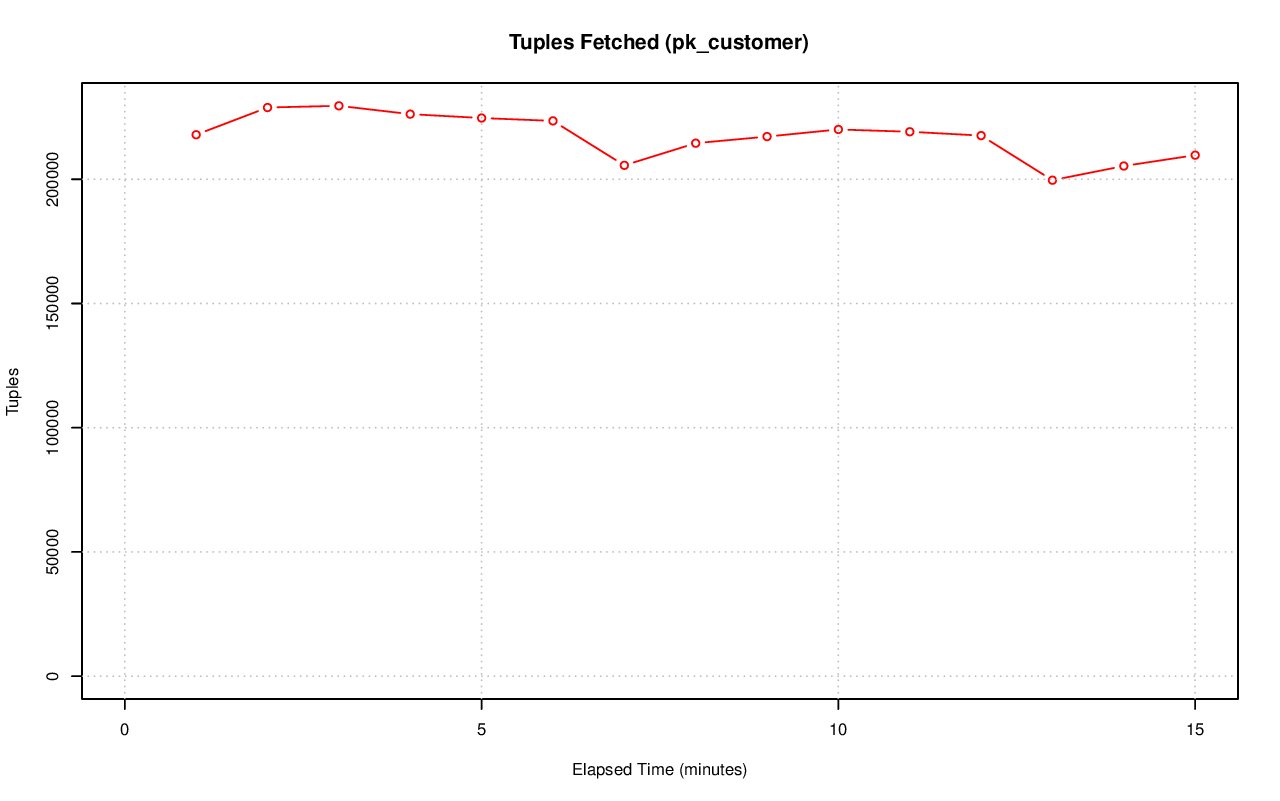 Tuples Fetched (pk_customer)
Tuples
200000
150000
100000
50000
0
0 5 10 15
Elapsed Time (minutes)